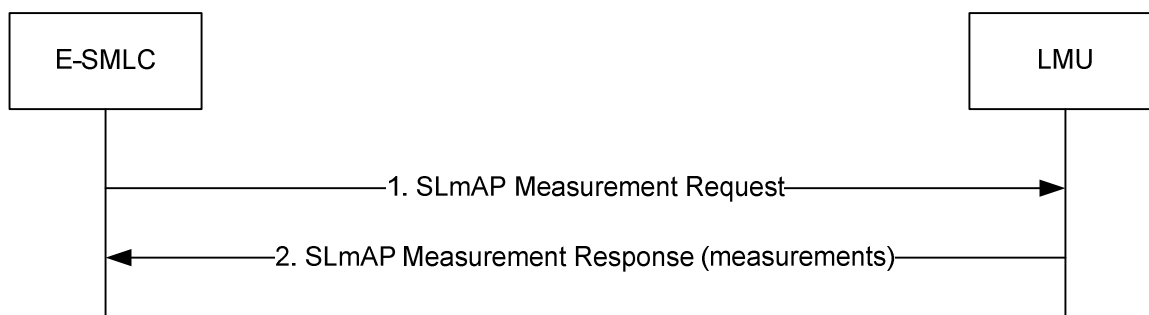 E-SMLC
LMU
1. SLmAP Measurement Request
2. SLmAP Measurement Response (measurements)